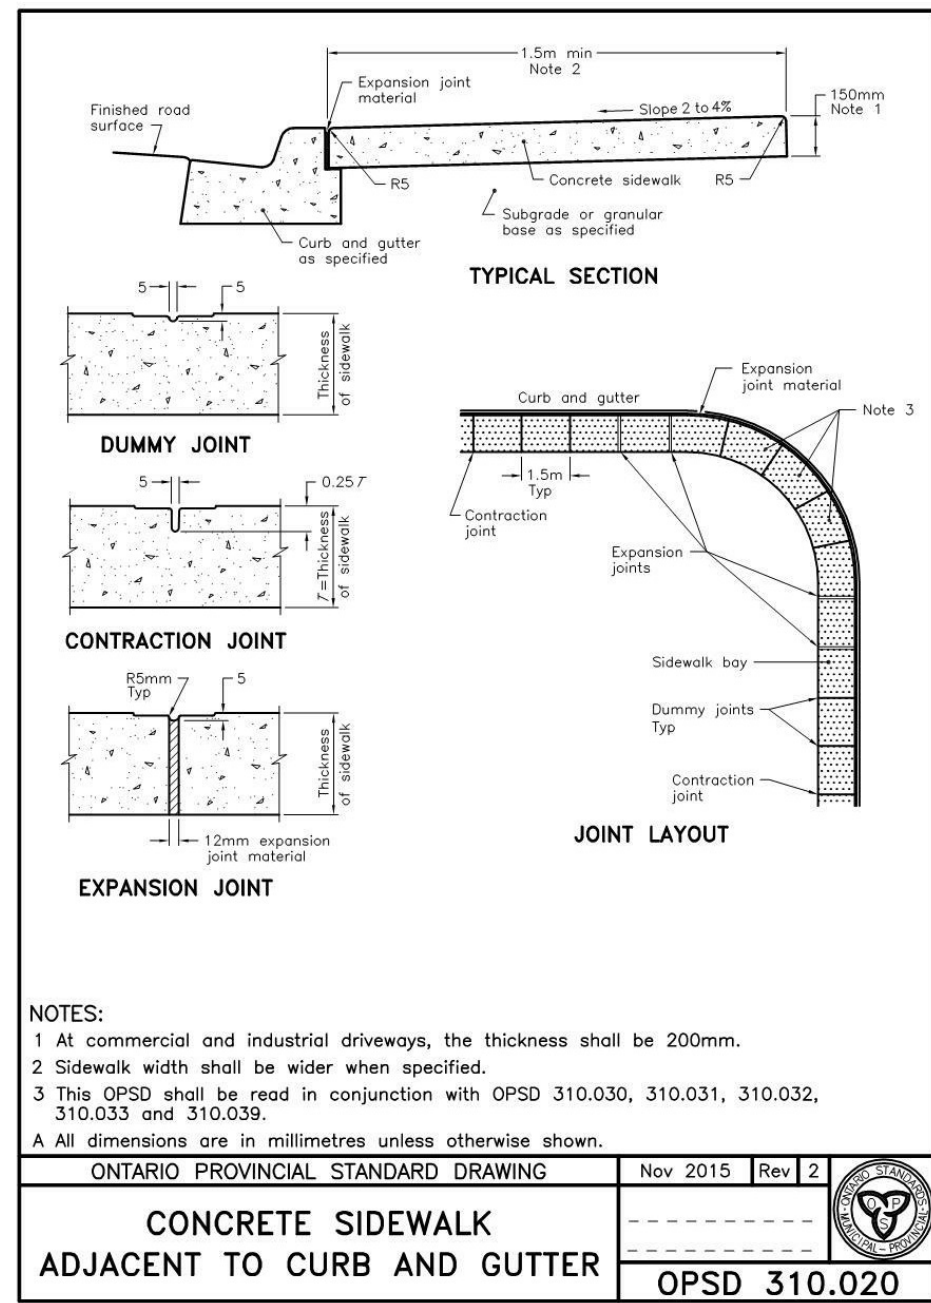 1.5m min
Note 2
Expansion joint
material
Finished road
surface
Slope 2 to 4%
150mm
Note 1
R5
Concrete sidewalk
R5
Subgrade or granular
base as specified
Curb and gutter
as specified
TYPICAL SECTION
5
5
Thickness
of sidewalk
DUMMY JOINT
5
0.25T
T=Thickness
of sidewalk
CONTRACTION JOINT
R5mm
Typ
5
Thickness
of sidewalk
12mm expansion
joint material
EXPANSION JOINT
Expansion
joint material
Curb and gutter
Note 3
1.5m
Typ
Contraction
joint
Expansion
joints
Sidewalk bay
Dummy joints
Typ
Contraction
joint
JOINT LAYOUT
NOTES:
1 At commercial and industrial driveways, the thickness shall be 200mm.
2 Sidewalk width shall be wider when specified.
3 This OPSD shall be read in conjunction with OPSD 310.030, 310.031, 310.032,
310.033 and 310.039.
A All dimensions are in millimetres unless otherwise shown.
ONTARIO PROVINCIAL STANDARD DRAWING
Nov 2015 Rev 2
CONCRETE SIDEWALK
ADJACENT TO CURB AND GUTTER
OPSD 310.020
ONTARIO STANDARDS
MUNICIPAL - PROVINCIAL
O P
S